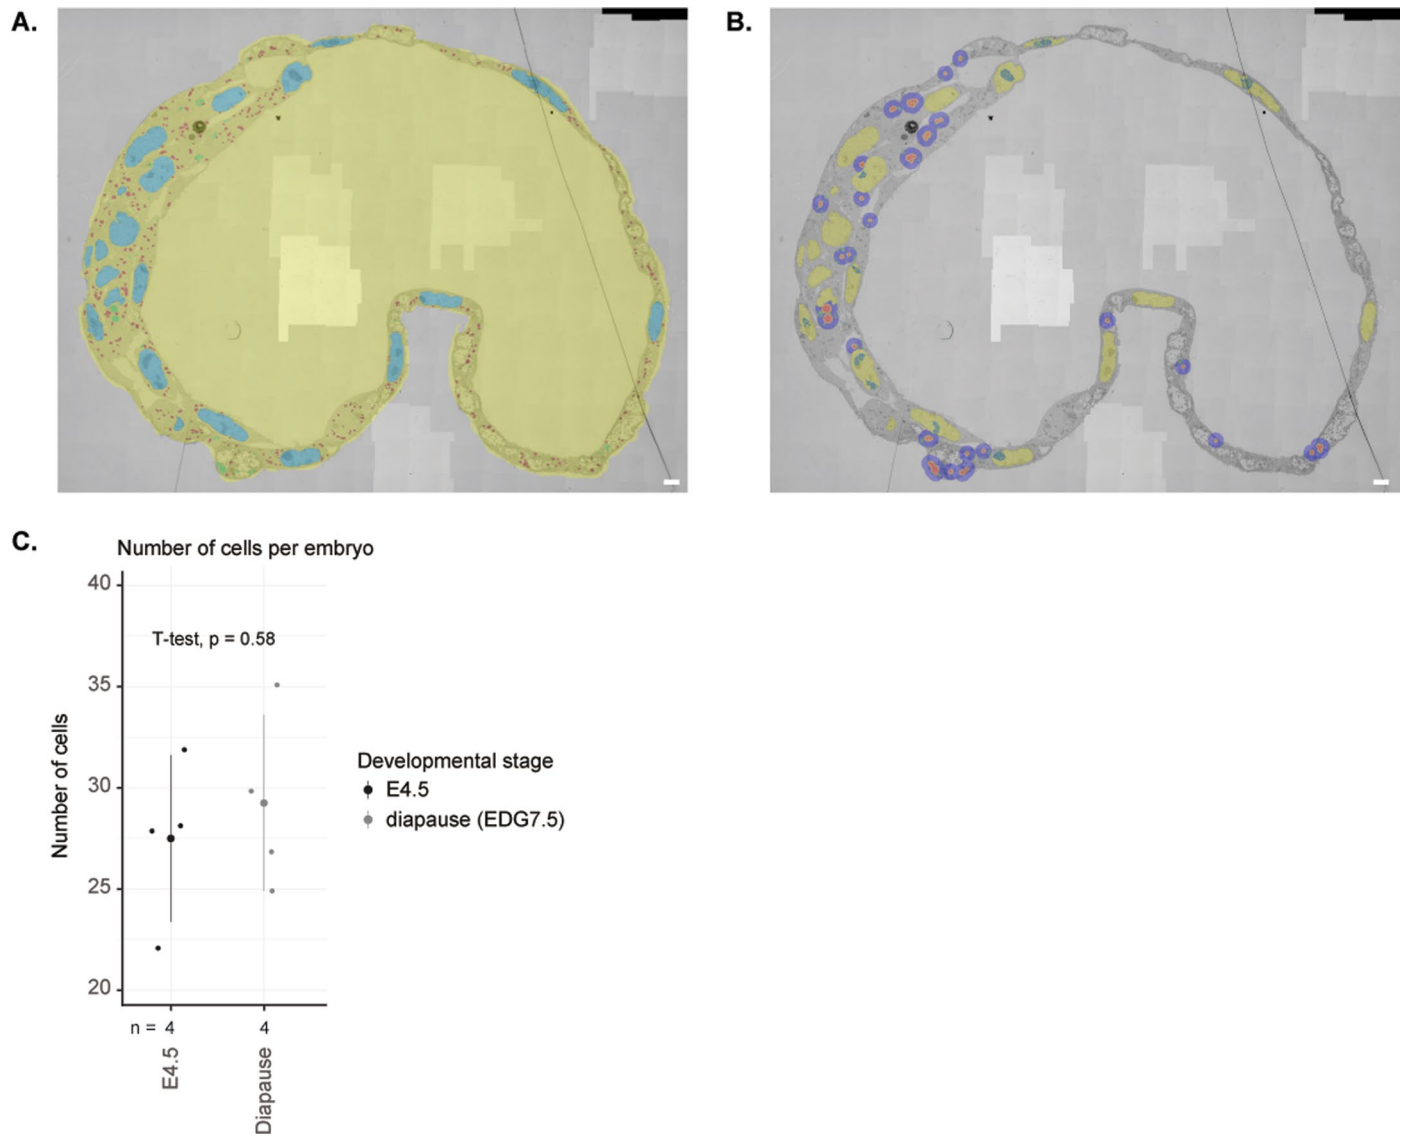 A.
B.
C.
Number of cells per embryo
40
T-test, p = 0.58
35
30
25
20
Number of cells
n = 4 4
E4.5
Diapause
Developmental stage
E4.5
diapause (EDG7.5)